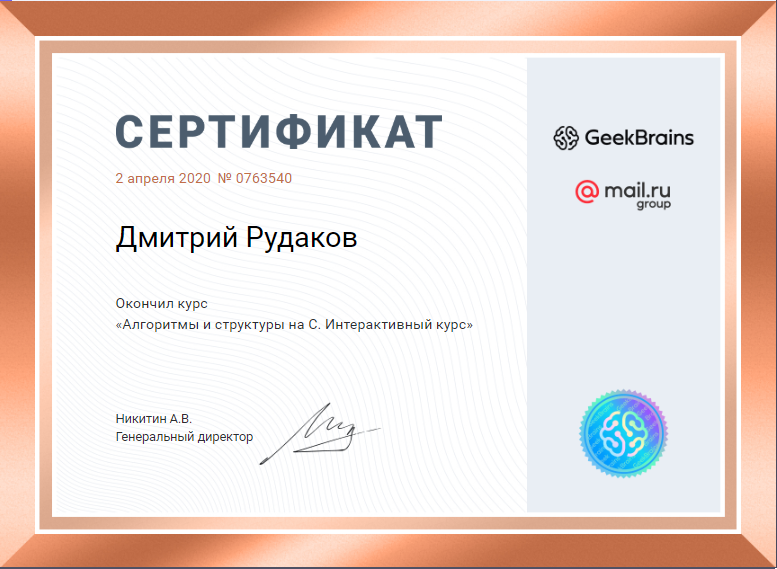 СЕРТИФИКАТ
2 апреля 2020 № 0763540
Дмитрий Рудаков
Окончил курс
«Алгоритмы и структуры на С. Интерактивный курс»
Никитин А.В.
Генеральный директор
GeekBrains
@mail.ru
group